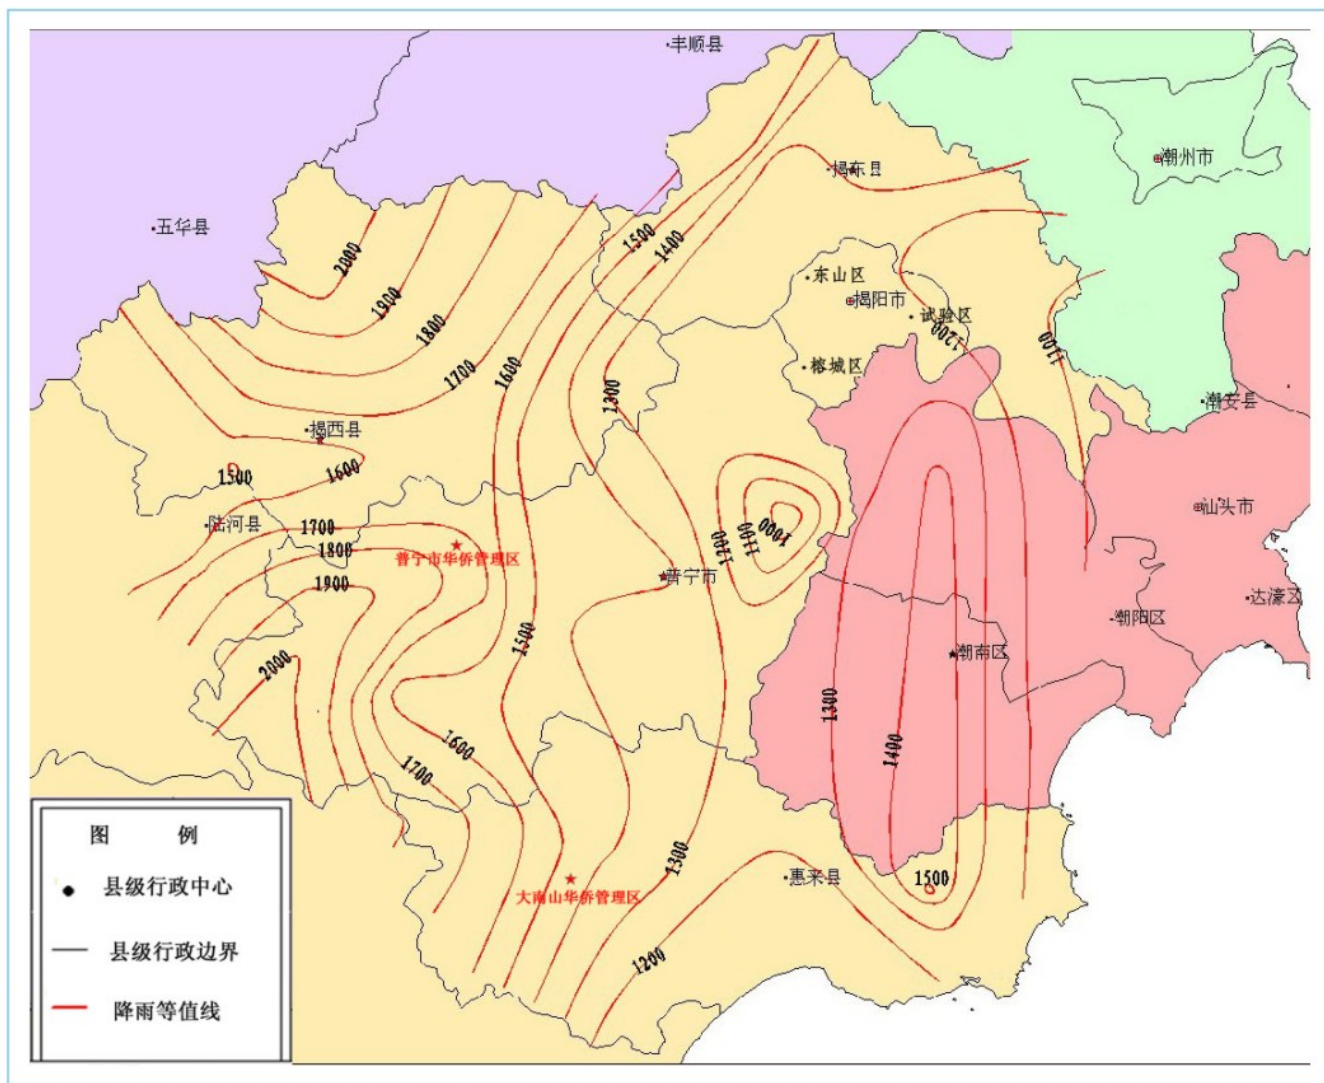 丰顺县
潮州市
揭东县
五华县
1500
1400
2000
东山区
1900
揭阳市
试验区
1800
1200
1100
1700
1600
榕城区
1300
潮安县
揭西县
1500
1600
汕头市
陆河县
1700
1000
1800
1200
1100
普宁市华侨管理区
普宁市
1900
达濠区
潮阳区
1500
潮南区
2000
1300
1600
1400
1700
图 例
县级行政中心
县级行政边界
降雨等值线
1300
惠来县
1500
大南山华侨管理区
1200